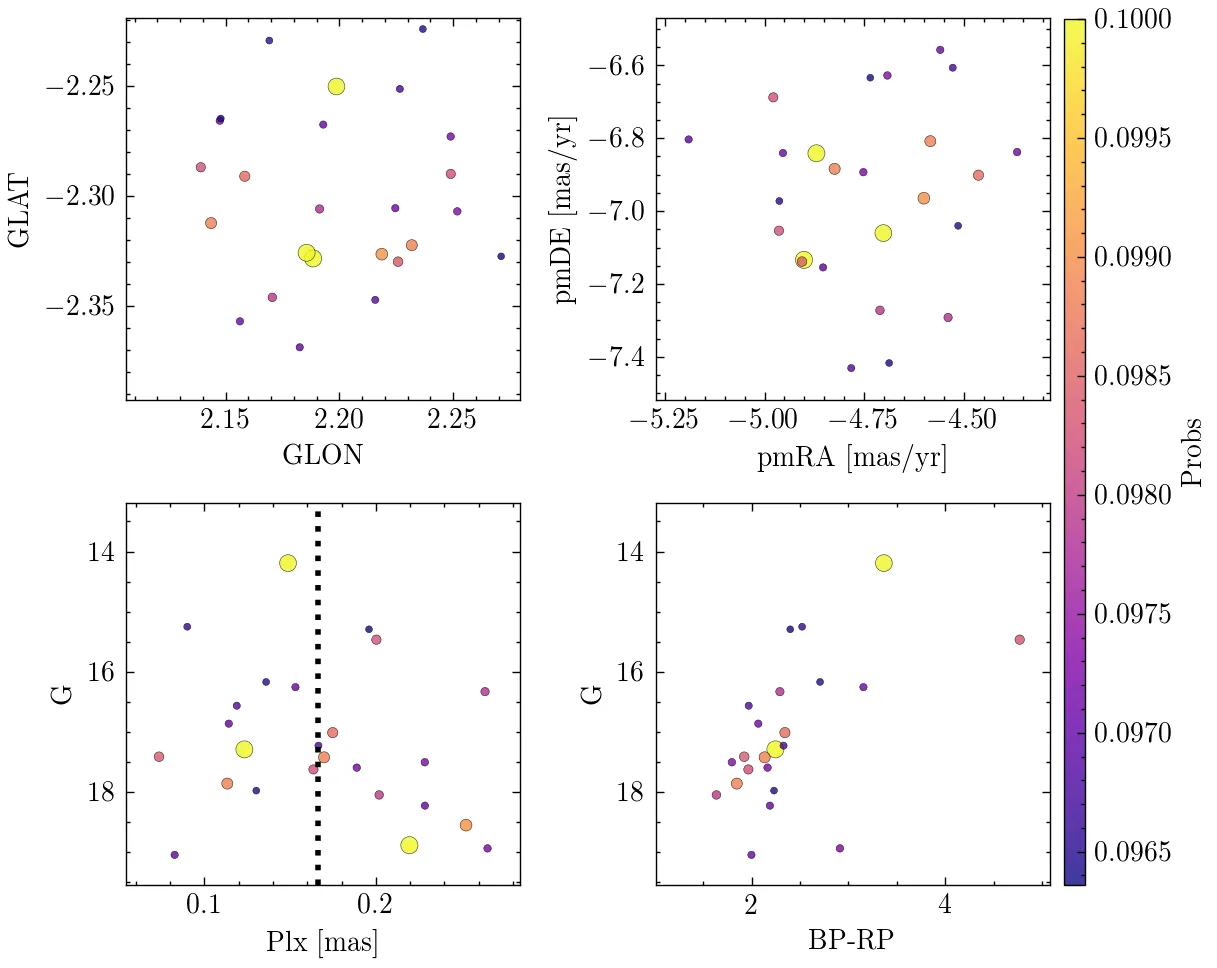 −2.25
−2.30
−2.35
GLAT
2.15 2.20 2.25
GLON
−6.6
−6.8
−7.0
−7.2
−7.4
pmDE [mas/yr]
−5.25 −5.00 −4.75 −4.50
pmRA [mas/yr]
14
16
18
G
0.1 0.2
Plx [mas]
14
16
18
G
2 4
BP-RP
0.1000
0.0995
0.0990
0.0985
0.0980
0.0975
0.0970
0.0965
Probs